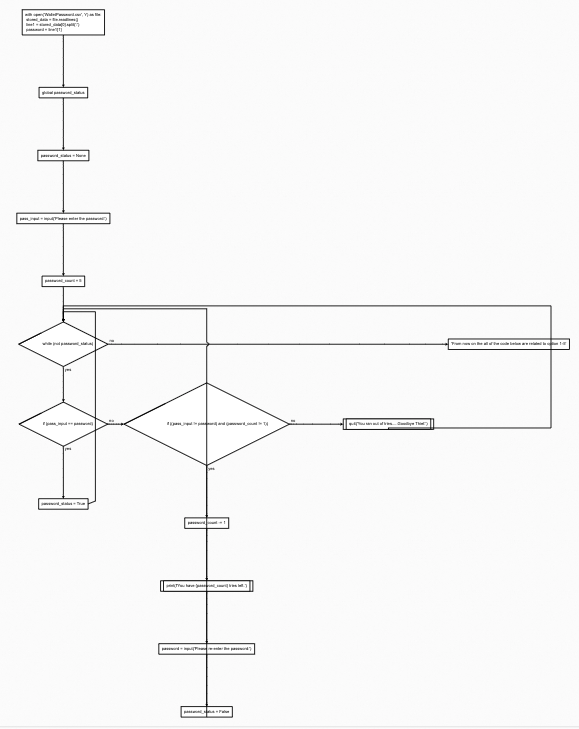 with open('WalletPassword.csv', 'r') as file:
stored_data = file.readlines()
line1 = stored_data[0].split(',')
password = line1[1]
global password_status
password_status = None
pass_input = input('Please enter the password:')
password_count = 5
while (not password_status)
no
"From now on the all of the code below are related to option 1-5"
yes
if (pass_input == password)
no
if ((pass_input != password) and (password_count != 1))
no
quit('You ran out of tries.... Goodbye Thief.')
yes
yes
password_status = True
password_count -= 1
print(f'You have {password_count} tries left.')
password = input('Please re-enter the password:')
password_status = False